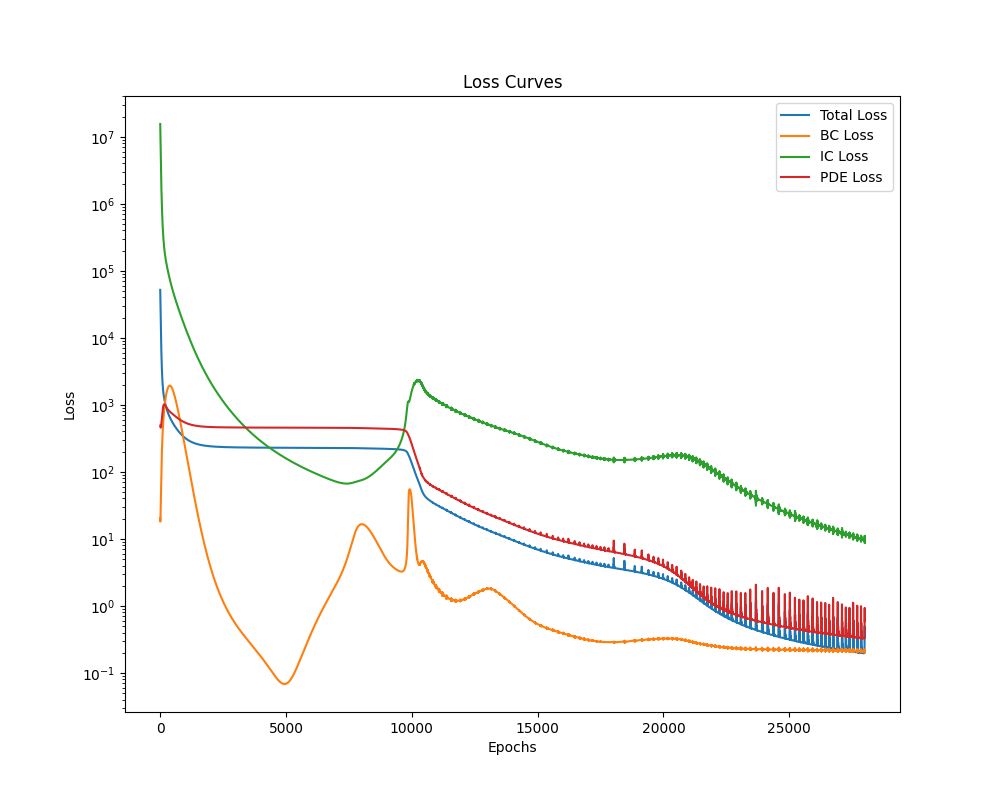 Loss Curves
Total Loss
BC Loss
IC Loss
PDE Loss
Loss
10⁷
10⁶
10⁵
10⁴
10³
10²
10¹
10⁰
10⁻¹
0 5000 10000 15000 20000 25000
Epochs